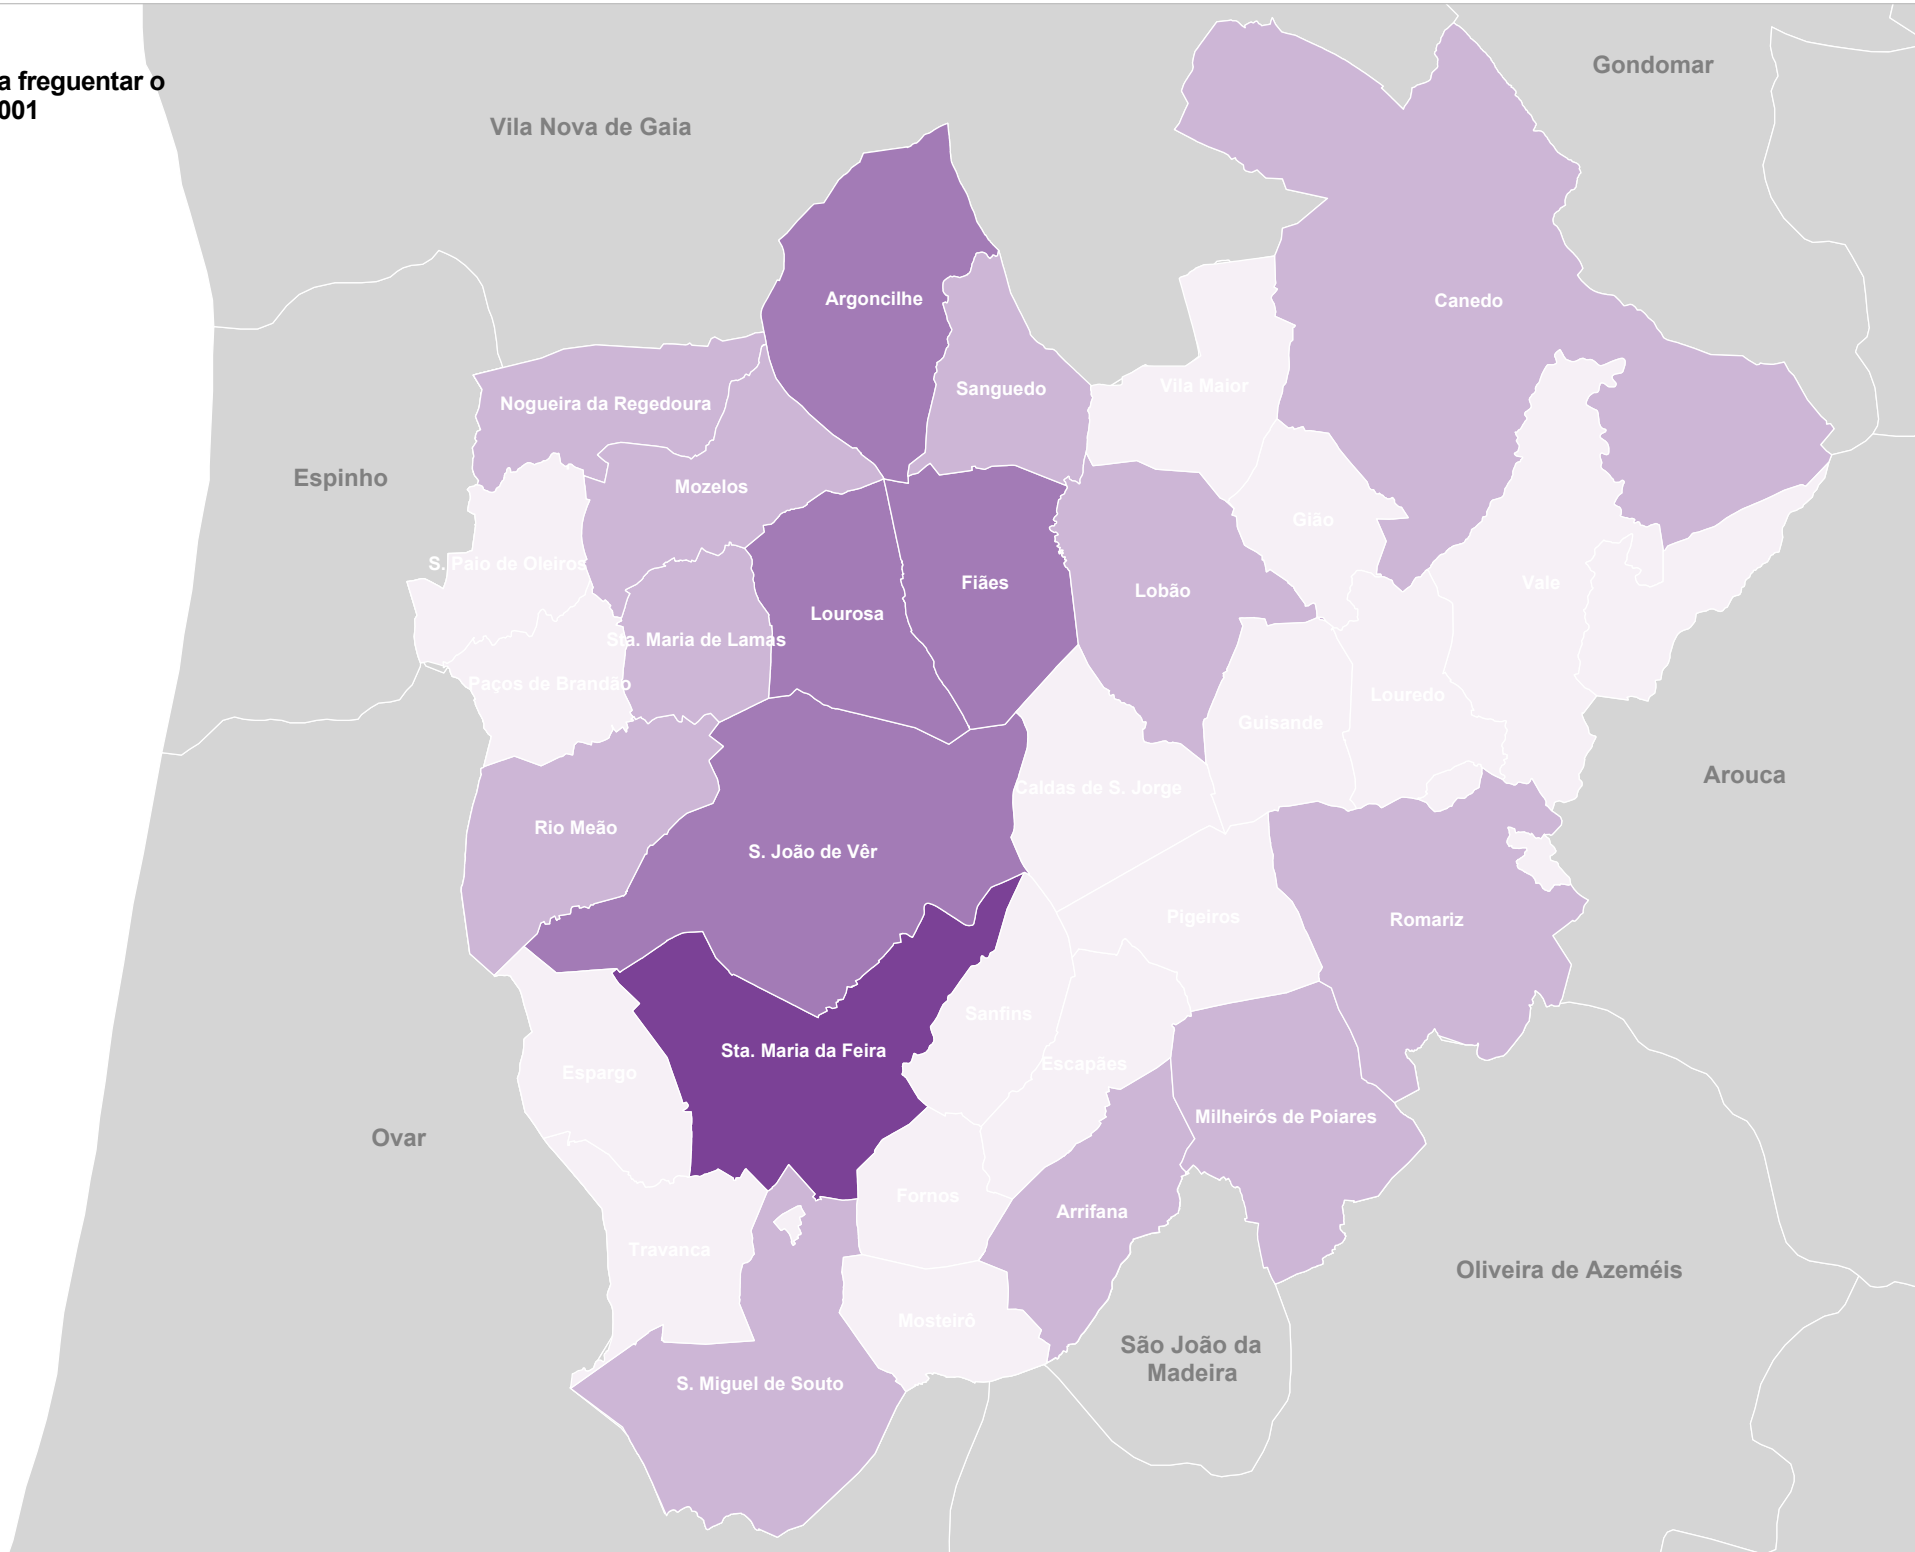 a freguentar o
001
Gondomar
Vila Nova de Gaia
Argoncilhe
Canedo
Sanguedo
Vila Maior
Nogueira da Regedoura
Espinho
Mozelos
Gião
S. Paio de Oleiros
Fiães
Lobão
Vale
Lourosa
Sta. Maria de Lamas
Paços de Brandão
Louredo
Guisande
Arouca
Caldas de S. Jorge
Rio Meão
S. João de Vêr
Pigeiros
Romariz
Sanfins
Sta. Maria da Feira
Escapães
Espargo
Milheirós de Poiares
Ovar
Fornos
Arrifana
Travanca
Oliveira de Azeméis
Mosteirô
São João da
Madeira
S. Miguel de Souto